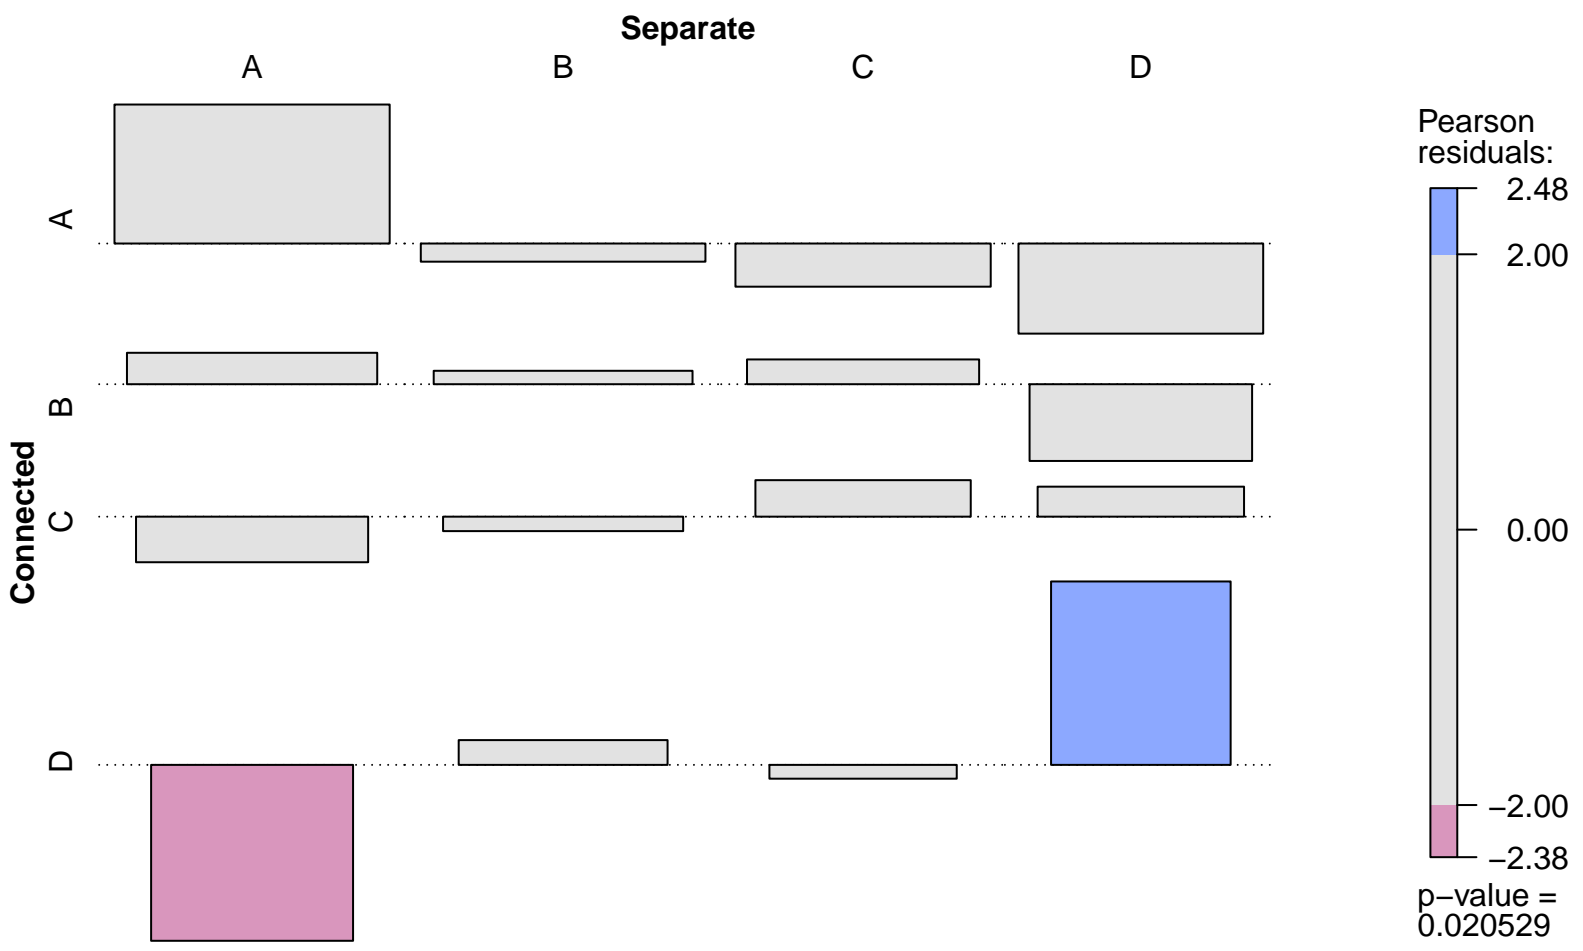 Separate
A B C D
A
B
C
D
Connected
Pearson
residuals:
2.48
2.00
0.00
−2.00
−2.38
p−value =
0.020529